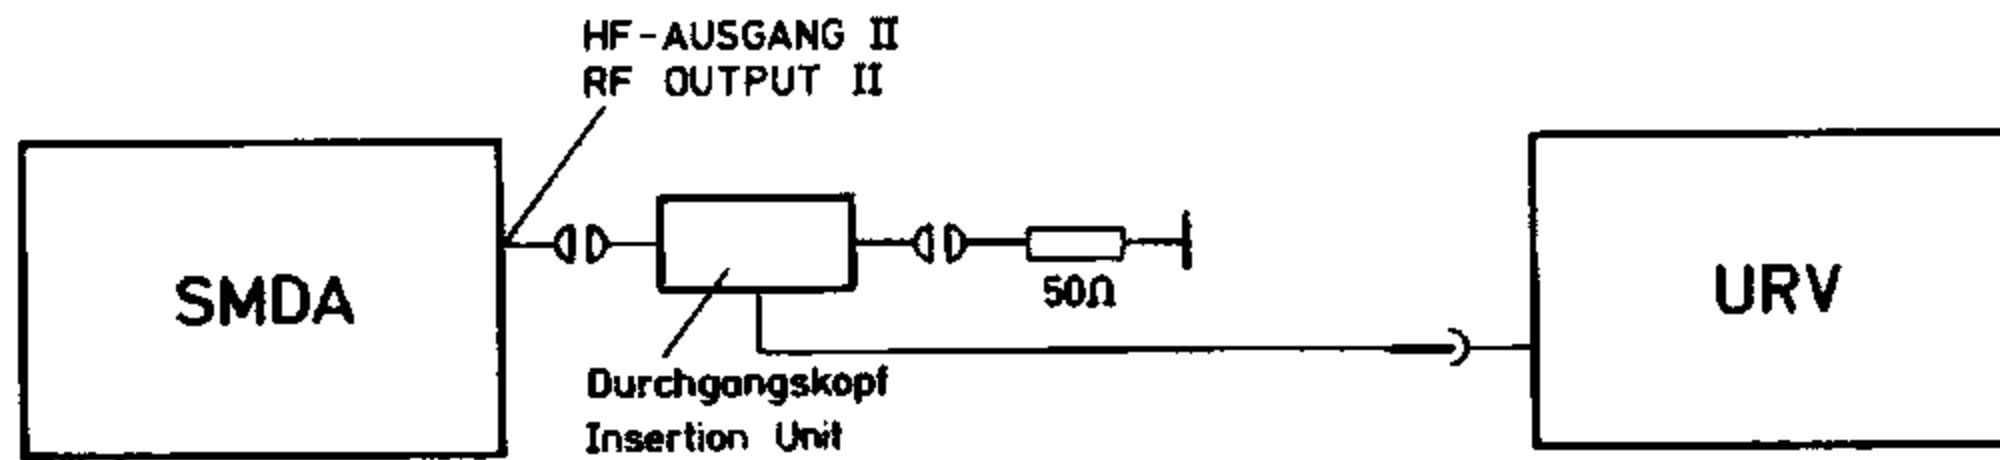 HF-AUSGANG II
RF OUTPUT II
SMDA
50Ω
URV
Durchgangskopf
Insertion Unit